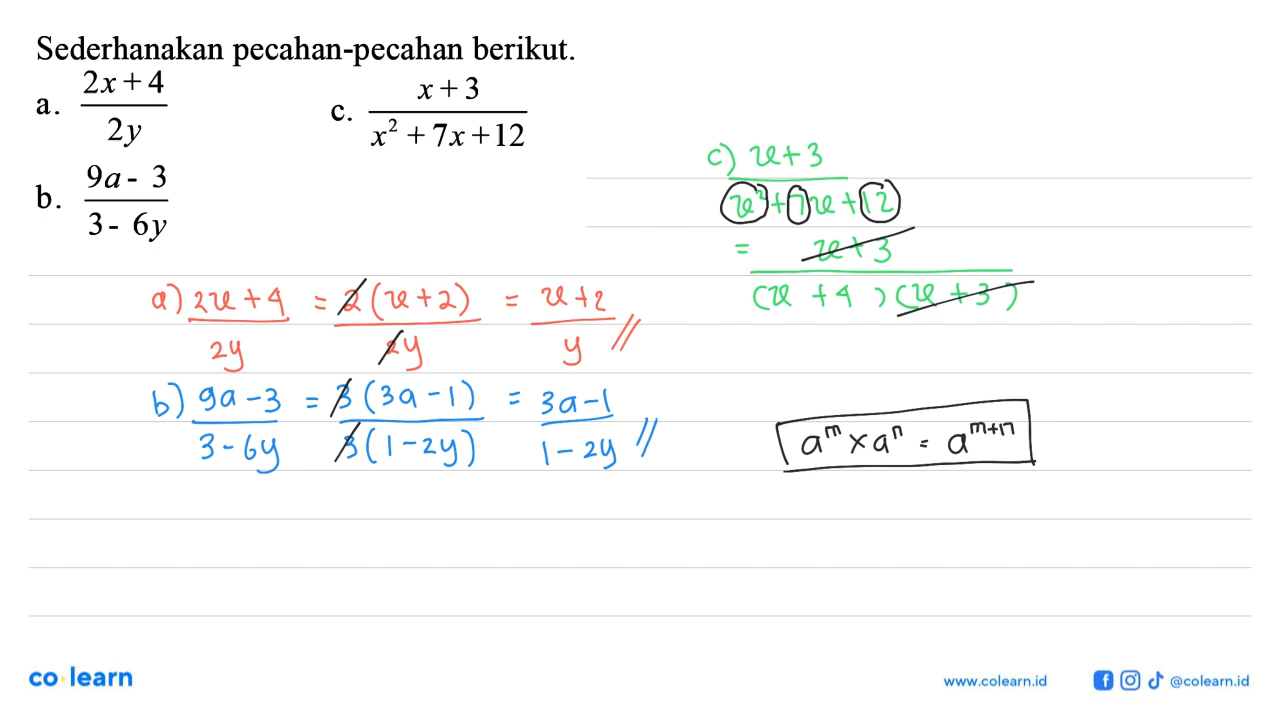 Sederhanakan pecahan-pecahan berikut.
a. (2x + 4)/(2y)
b. (9a - 3)/(3 - 6y)
c. (x + 3)/(x² + 7x + 12)
a) (2x + 4)/(2y) = 2(x + 2)/(2y) = (x + 2)/y //
b) (9a - 3)/(3 - 6y) = 3(3a - 1)/(3(1 - 2y)) = (3a - 1)/(1 - 2y) //
c) (x + 3)/(x² + 7x + 12)
= (x + 3)/((x + 4)(x + 3))
aᵐ × aⁿ = aᵐ⁺ⁿ
co learn
www.colearn.id
@colearn.id